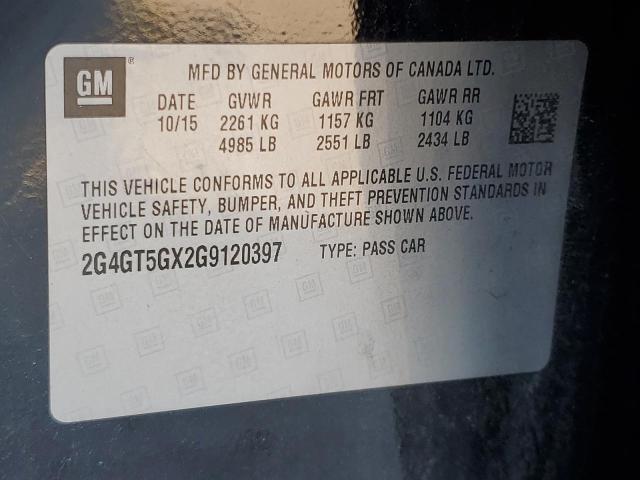 GM ®
MFD BY GENERAL MOTORS OF CANADA LTD.
DATE GVWR GAWR FRT GAWR RR
10/15 2261 KG 1157 KG 1104 KG
4985 LB 2551 LB 2434 LB
THIS VEHICLE CONFORMS TO ALL APPLICABLE U.S. FEDERAL MOTOR
VEHICLE SAFETY, BUMPER, AND THEFT PREVENTION STANDARDS IN
EFFECT ON THE DATE OF MANUFACTURE SHOWN ABOVE.
2G4GT5GX2G9120397 TYPE: PASS CAR